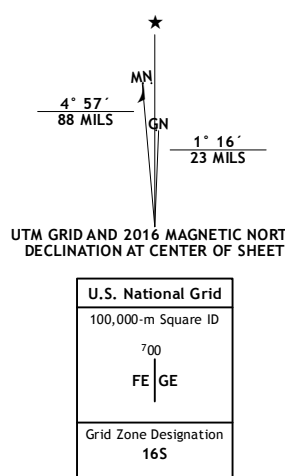 MN
4° 57´
88 MILS
GN
1° 16´
23 MILS
UTM GRID AND 2016 MAGNETIC NORT
DECLINATION AT CENTER OF SHEET
U.S. National Grid
100,000-m Square ID
700
FE GE
Grid Zone Designation
16S